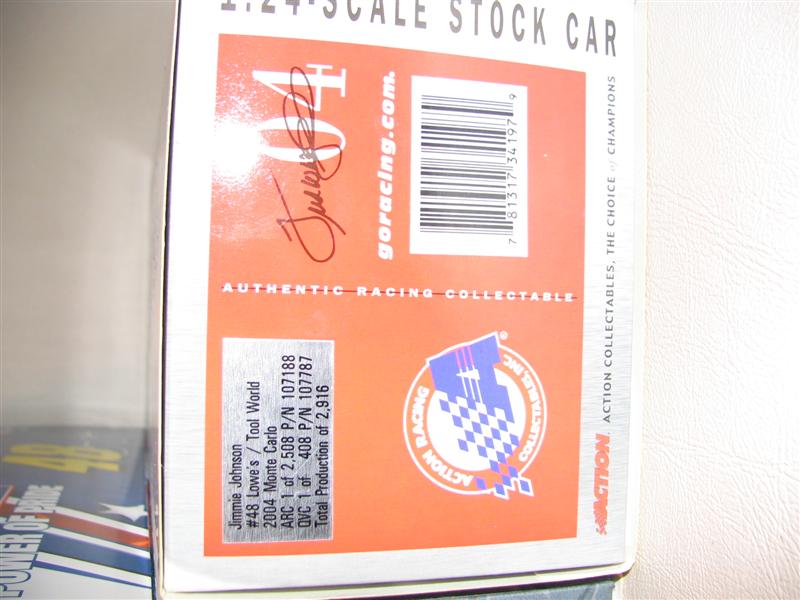 1:24-SCALE STOCK CAR
04
goracing.com.
7 81317 34197 9
AUTHENTIC RACING COLLECTABLE
Jimmie Johnson
#48 Lowe's / Tool World
2004 Monte Carlo
ARC 1 of 2,508 P/N 107188
QVC 1 of 408 P/N 107787
Total Production of 2,916
ACTION RACING
COLLECTABLES, INC
®
ACTION
ACTION COLLECTABLES, THE CHOICE of CHAMPIONS
POWER OF PRIDE
48